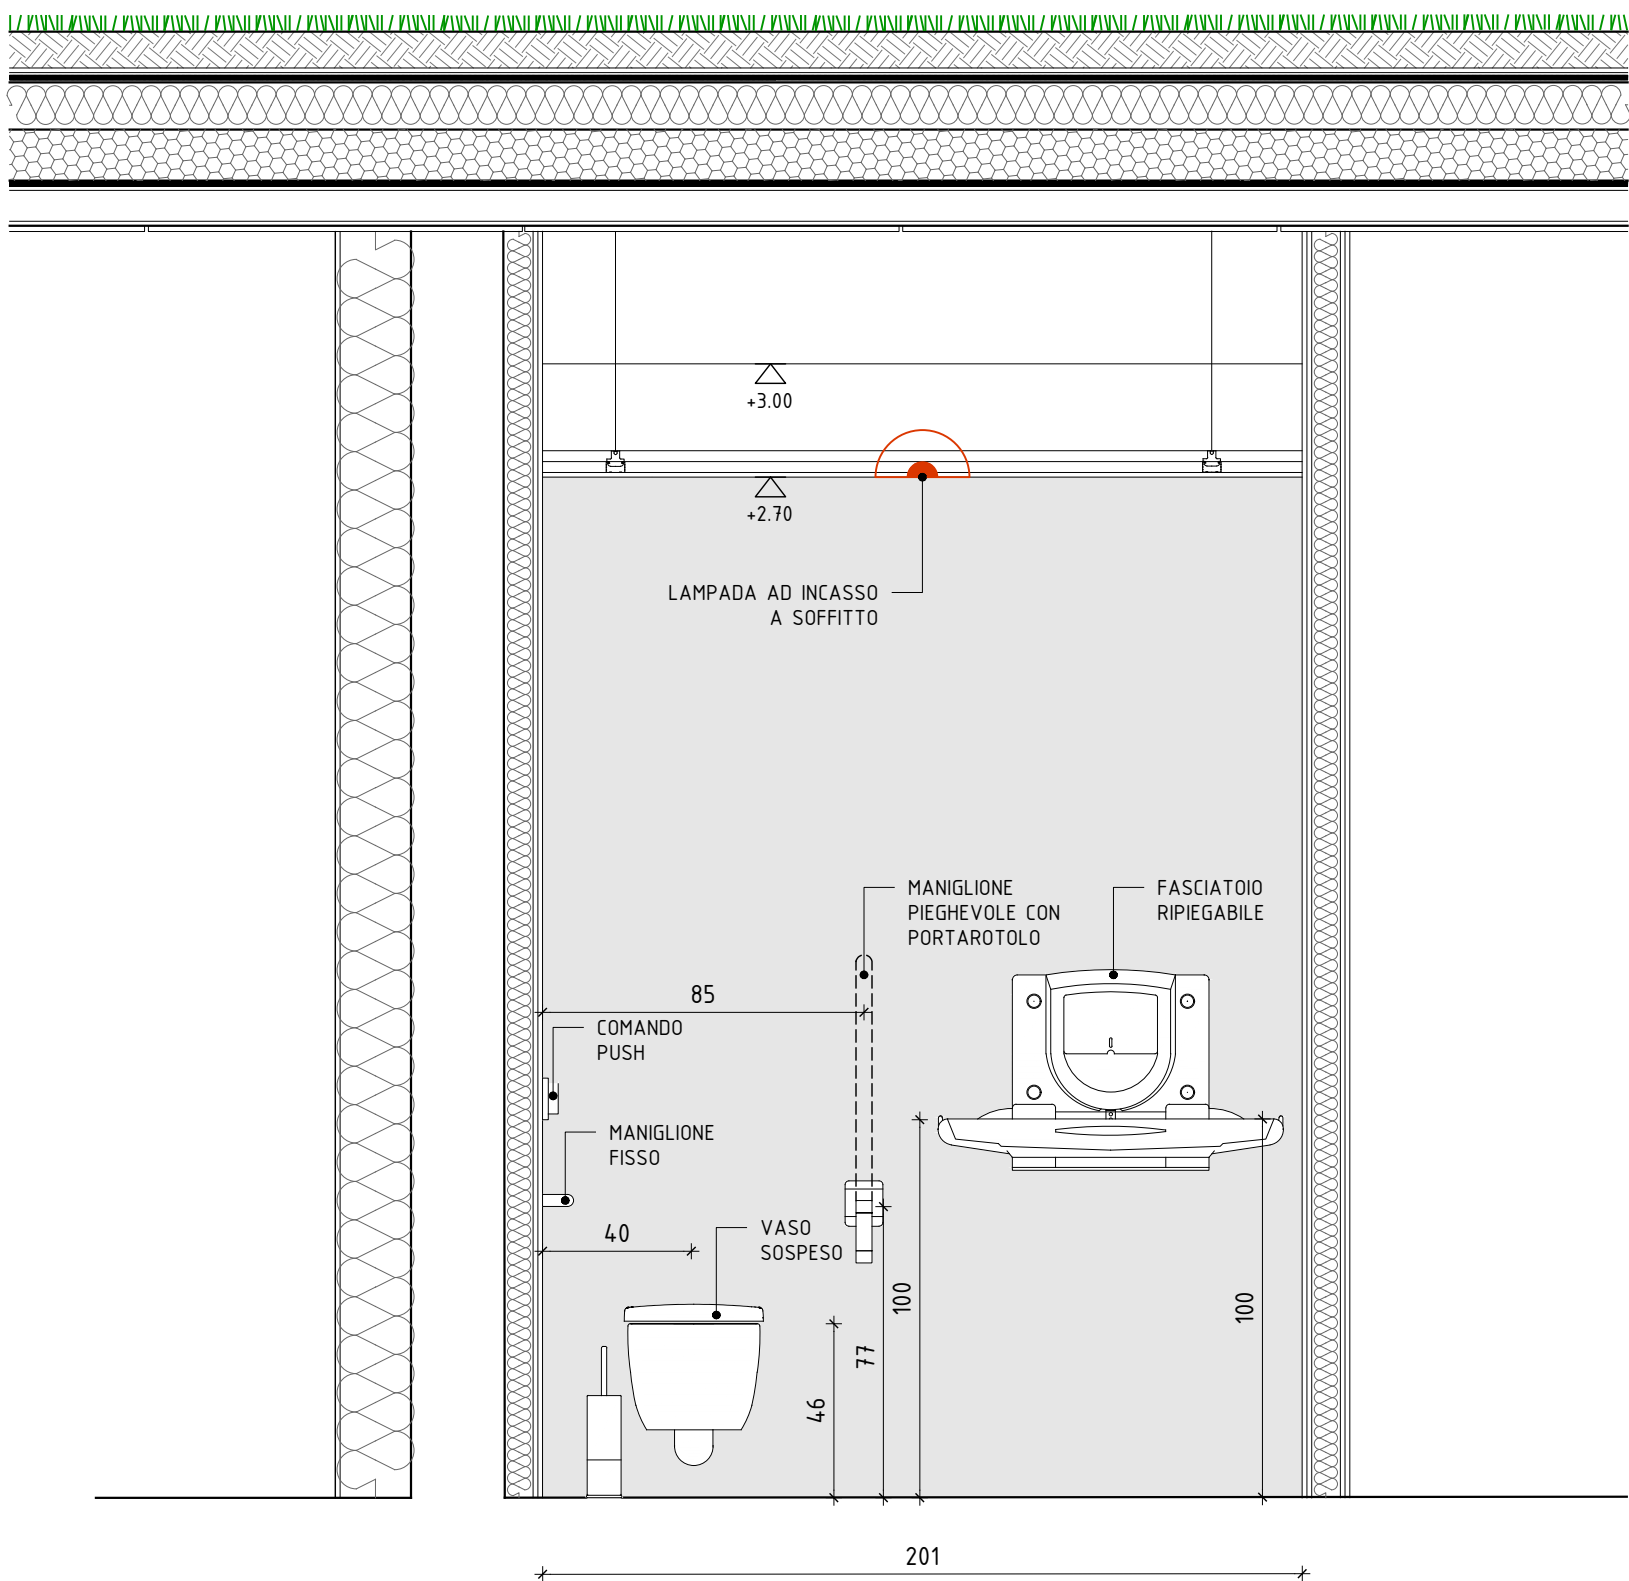 +3.00
+2.70
LAMPADA AD INCASSO
A SOFFITTO
MANIGLIONE
PIEGHEVOLE CON
PORTAROTOLO
FASCIATOIO
RIPIEGABILE
85
COMANDO
PUSH
MANIGLIONE
FISSO
40
VASO
SOSPESO
100
100
77
46
201